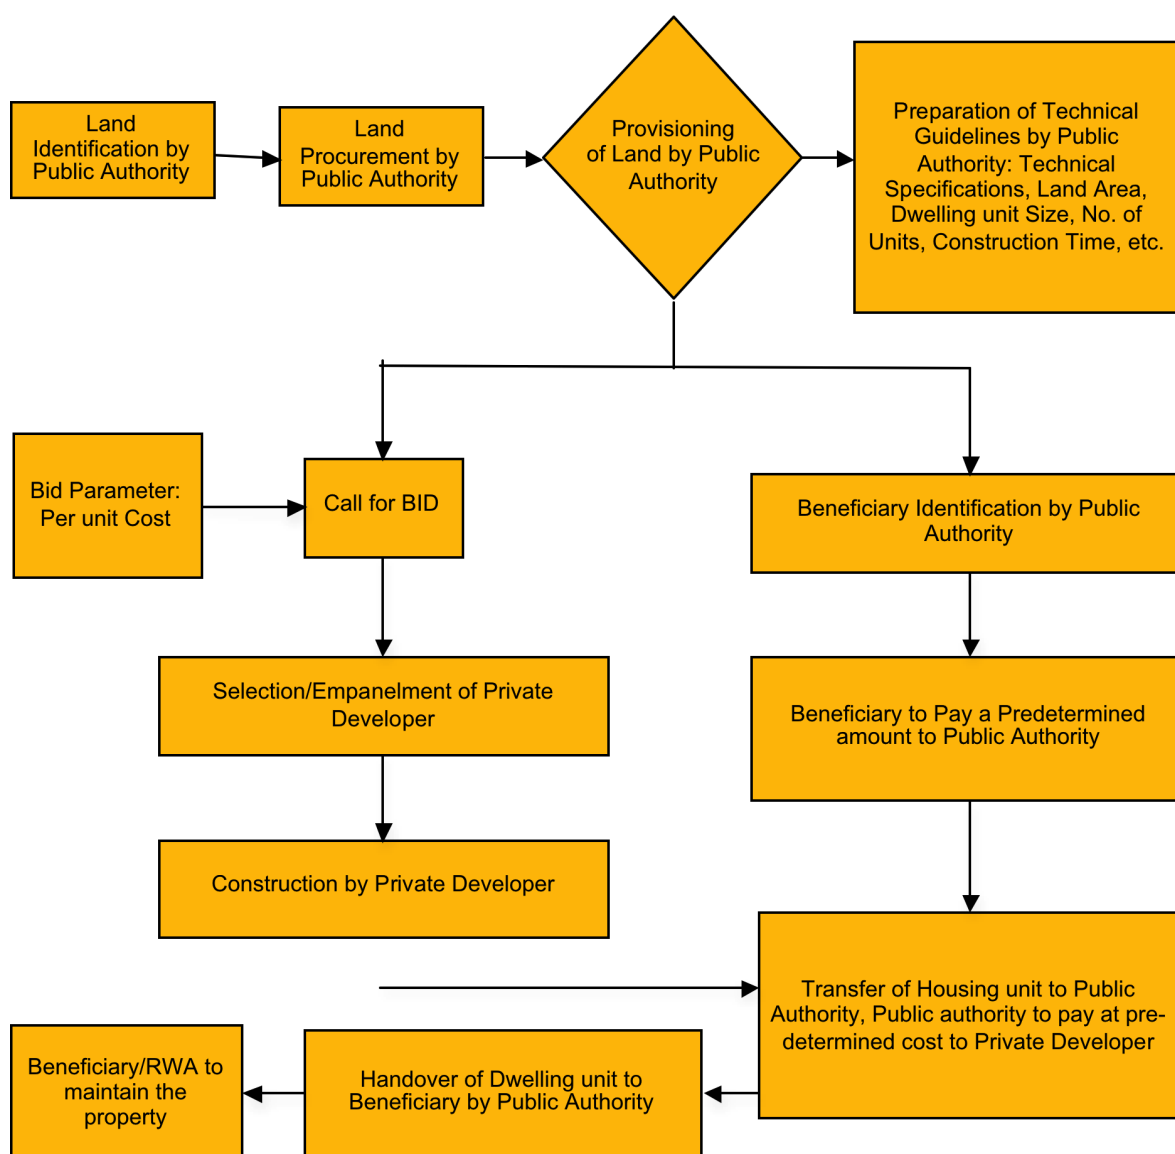 Land
Identification by
Public Authority
Land
Procurement by
Public Authority
Provisioning
of Land by Public
Authority
Preparation of Technical
Guidelines by Public
Authority: Technical
Specifications, Land Area,
Dwelling unit Size, No. of
Units, Construction Time, etc.
Bid Parameter:
Per unit Cost
Call for BID
Beneficiary Identification by Public
Authority
Selection/Empanelment of Private
Developer
Beneficiary to Pay a Predetermined
amount to Public Authority
Construction by Private Developer
Transfer of Housing unit to Public
Authority, Public authority to pay at pre-
determined cost to Private Developer
Handover of Dwelling unit to
Beneficiary by Public Authority
Beneficiary/RWA to
maintain the
property